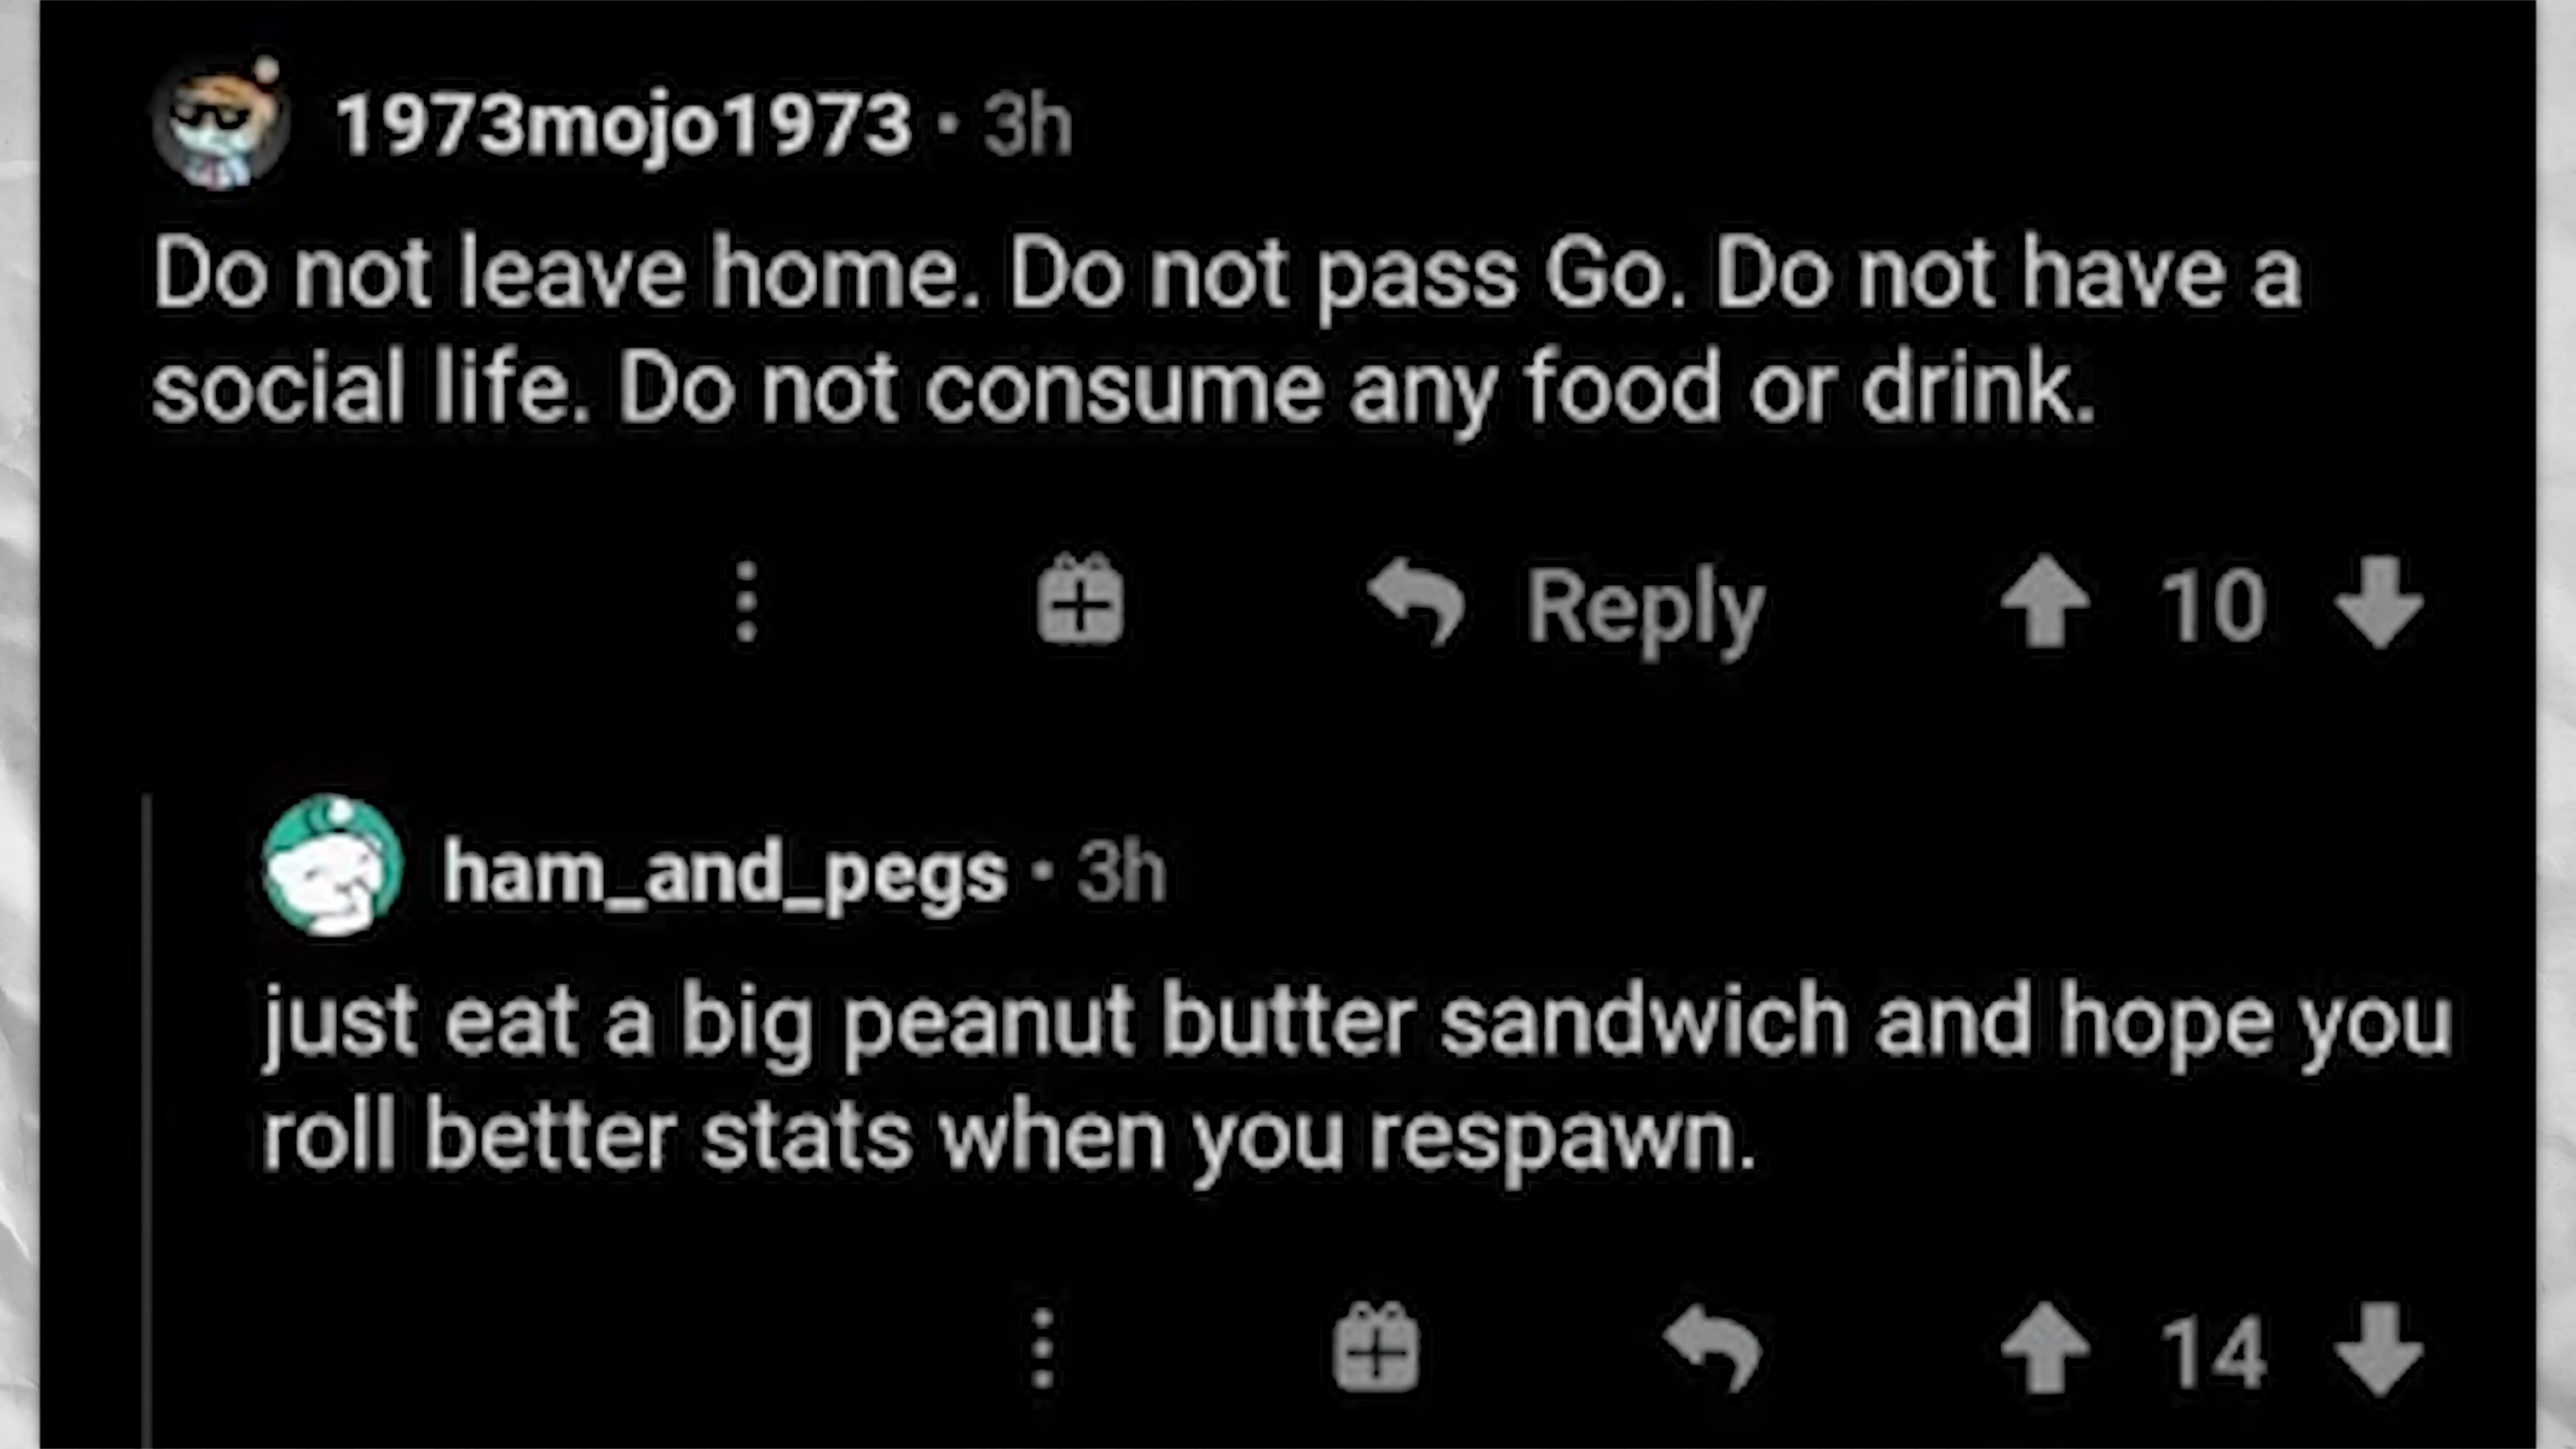 1973mojo1973 • 3h
Do not leave home. Do not pass Go. Do not have a
social life. Do not consume any food or drink.
Reply 10
ham_and_pegs • 3h
just eat a big peanut butter sandwich and hope you
roll better stats when you respawn.
14